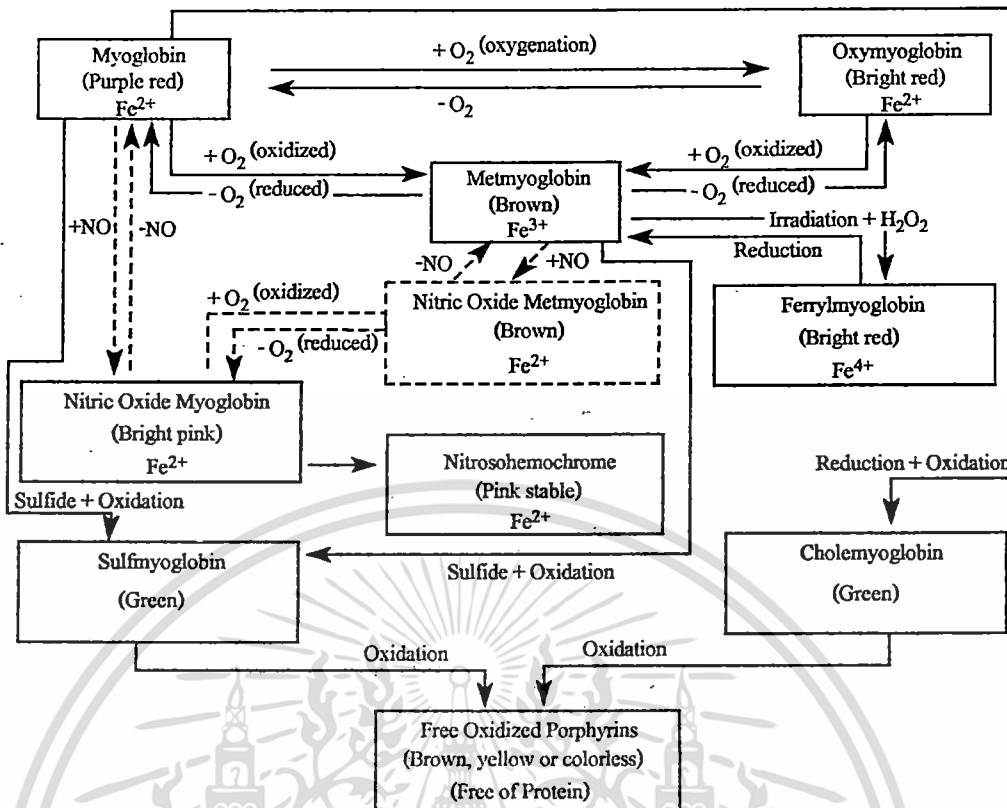 Myoglobin
(Purple red)
Fe2+
+ O2 (oxygenation)
- O2
Oxymyoglobin
(Bright red)
Fe2+
+ O2 (oxidized)
- O2 (reduced)
Metmyoglobin
(Brown)
Fe3+
+ O2 (oxidized)
- O2 (reduced)
Irradiation + H2O2
Reduction
+NO
-NO
-NO
+NO
+ O2 (oxidized)
- O2 (reduced)
Nitric Oxide Metmyoglobin
(Brown)
Fe2+
Ferrylmyoglobin
(Bright red)
Fe4+
Nitric Oxide Myoglobin
(Bright pink)
Fe2+
Nitrosohemochrome
(Pink stable)
Fe2+
Reduction + Oxidation
Sulfide + Oxidation
Sulfmyoglobin
(Green)
Sulfide + Oxidation
Cholemyoglobin
(Green)
Oxidation
Oxidation
Free Oxidized Porphyrins
(Brown, yellow or colorless)
(Free of Protein)